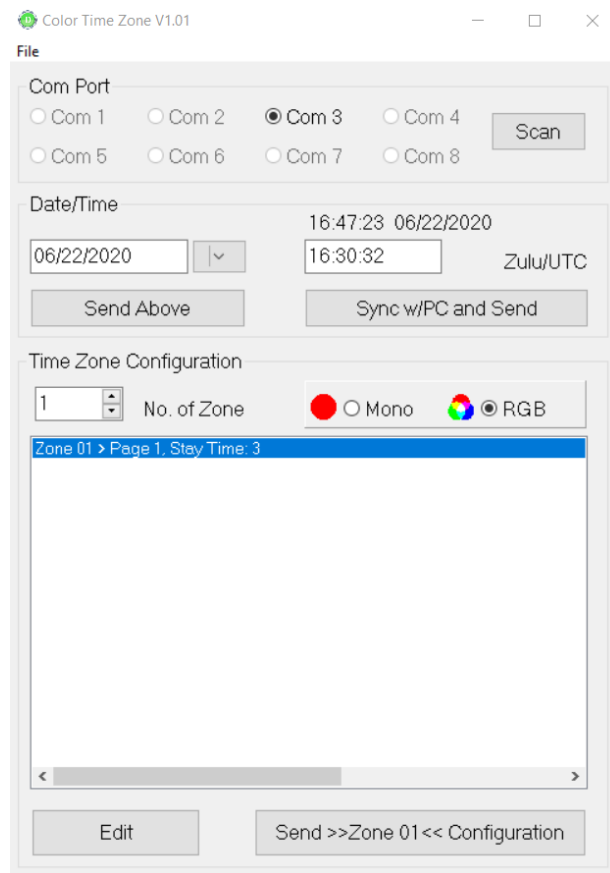 Color Time Zone V1.01
File
Com Port
Com 1 Com 2 Com 3 Com 4
Scan
Com 5 Com 6 Com 7 Com 8
Date/Time
16:47:23 06/22/2020
06/22/2020 16:30:32 Zulu/UTC
Send Above Sync w/PC and Send
Time Zone Configuration
1 No. of Zone Mono RGB
Zone 01 > Page 1, Stay Time: 3
Edit Send >>Zone 01<< Configuration